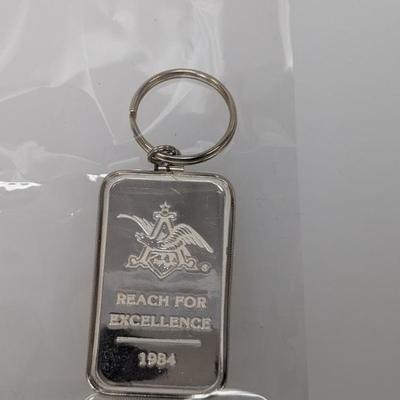 ®
REACH FOR
EXCELLENCE
1984